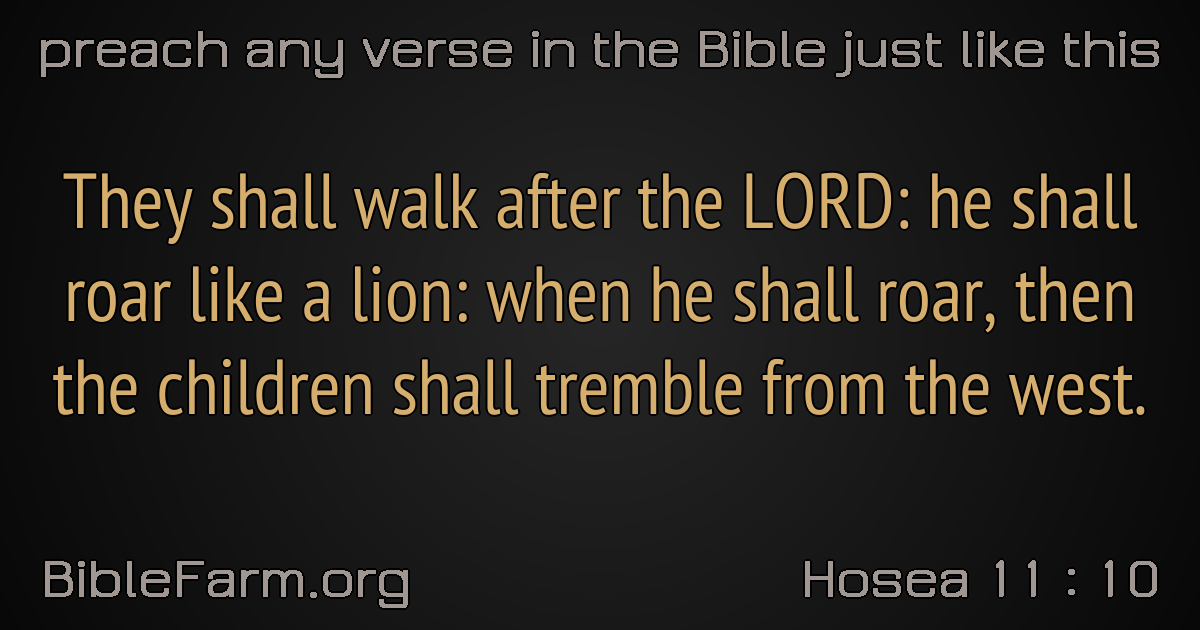 preach any verse in the Bible just like this
They shall walk after the LORD: he shall
roar like a lion: when he shall roar, then
the children shall tremble from the west.
BibleFarm.org
Hosea 11 : 10